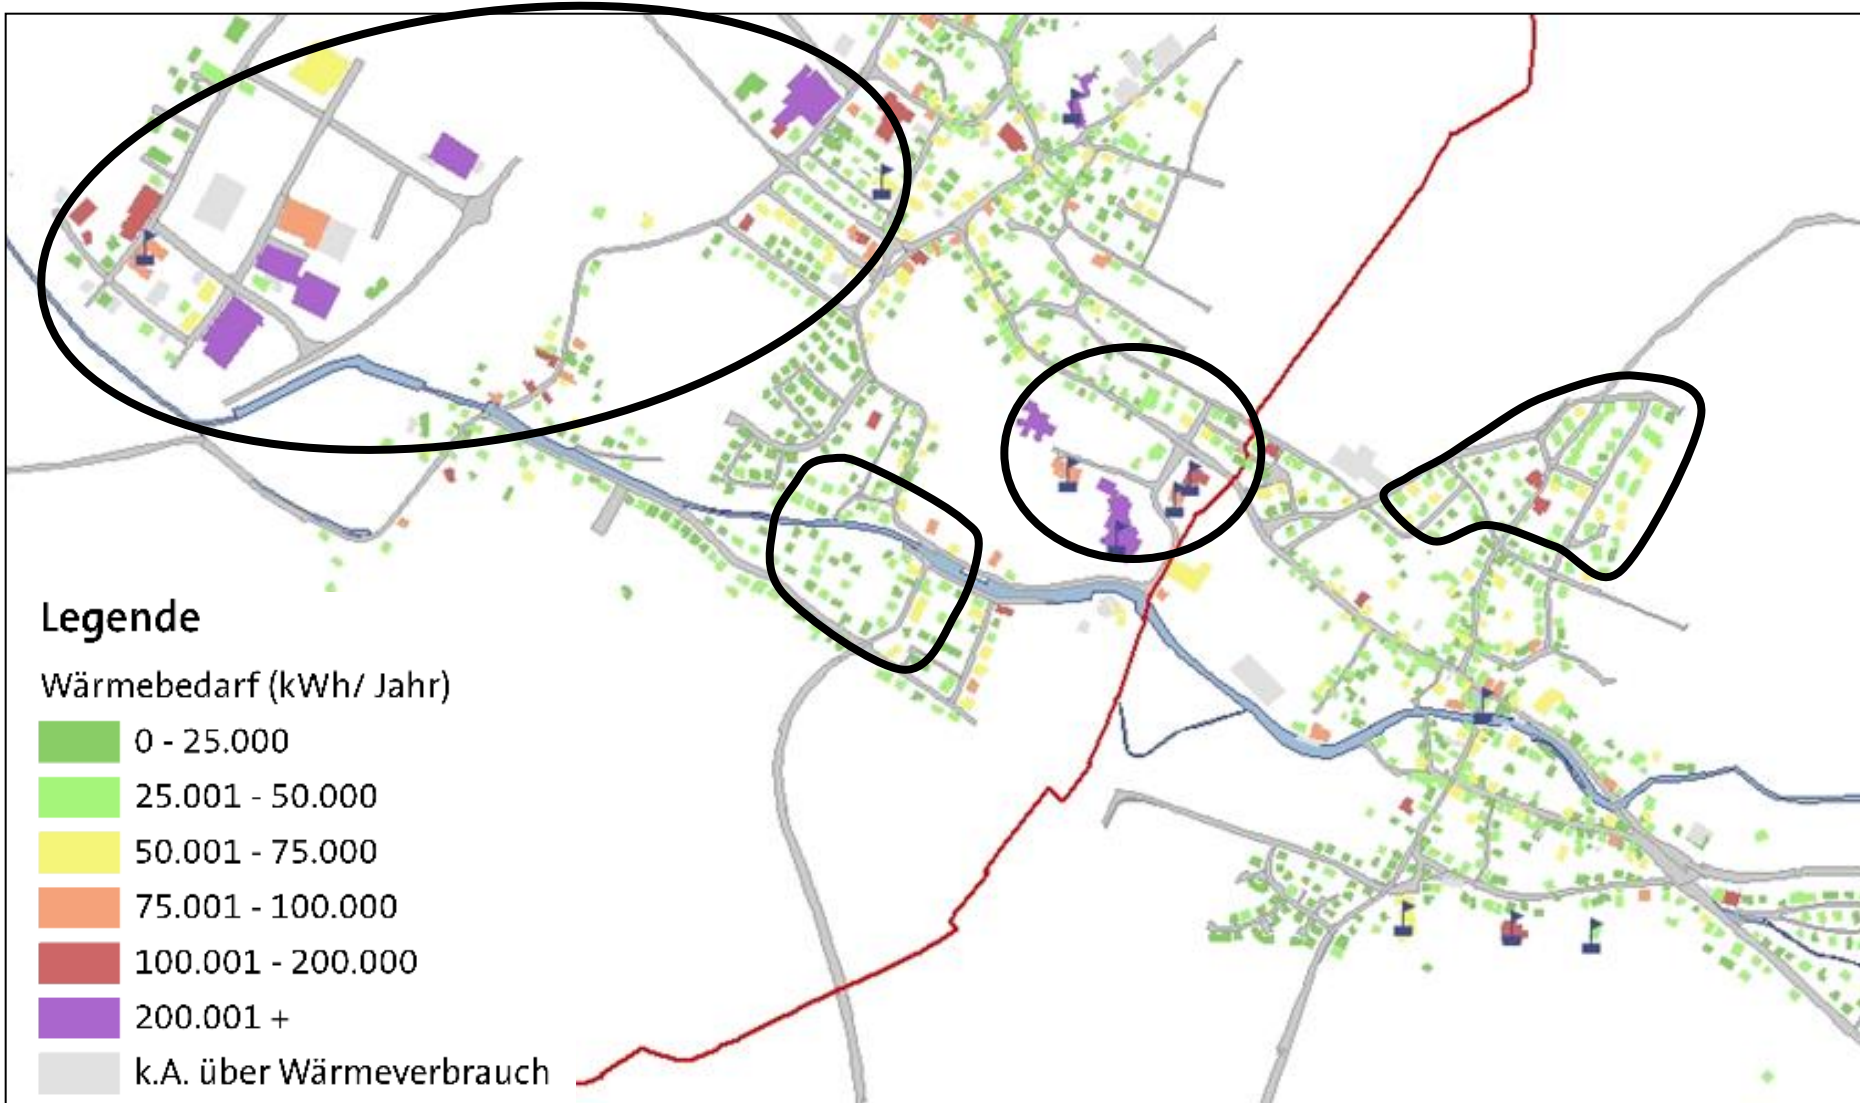 Legende
Wärmebedarf (kWh/ Jahr)
0 - 25.000
25.001 - 50.000
50.001 - 75.000
75.001 - 100.000
100.001 - 200.000
200.001 +
k.A. über Wärmeverbrauch